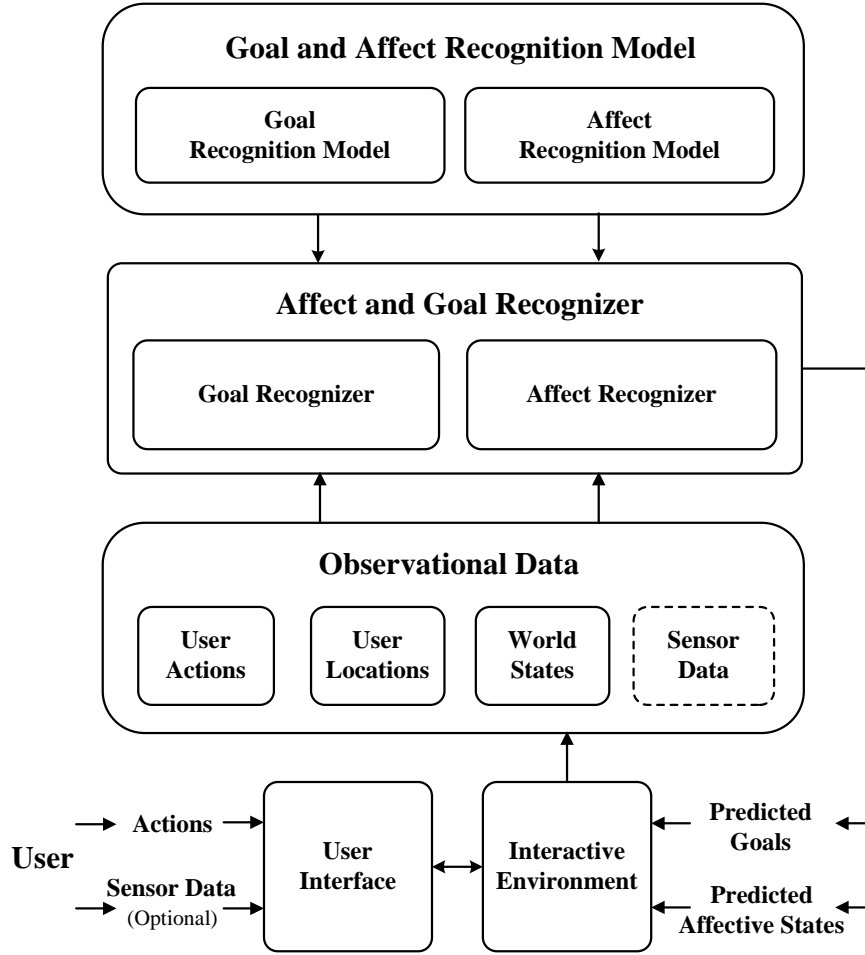 Goal and Affect Recognition Model
Goal
Recognition Model
Affect
Recognition Model
Affect and Goal Recognizer
Goal Recognizer
Affect Recognizer
Observational Data
User
Actions
User
Locations
World
States
Sensor
Data
User
Actions
Sensor Data
(Optional)
User
Interface
Interactive
Environment
Predicted
Goals
Predicted
Affective States